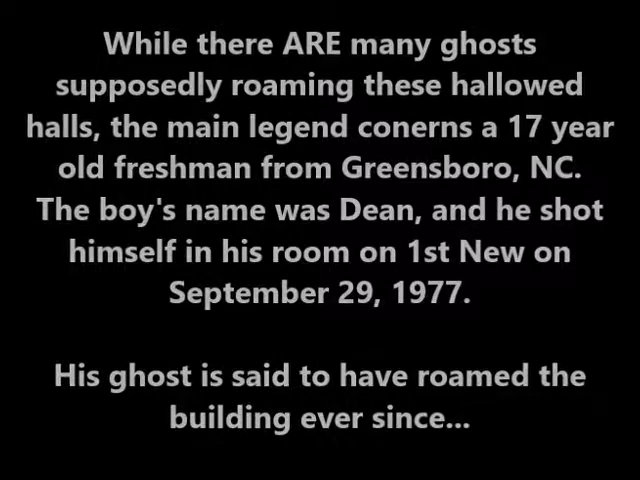 While there ARE many ghosts
supposedly roaming these hallowed
halls, the main legend conerns a 17 year
old freshman from Greensboro, NC.
The boy's name was Dean, and he shot
himself in his room on 1st New on
September 29, 1977.
His ghost is said to have roamed the
building ever since...